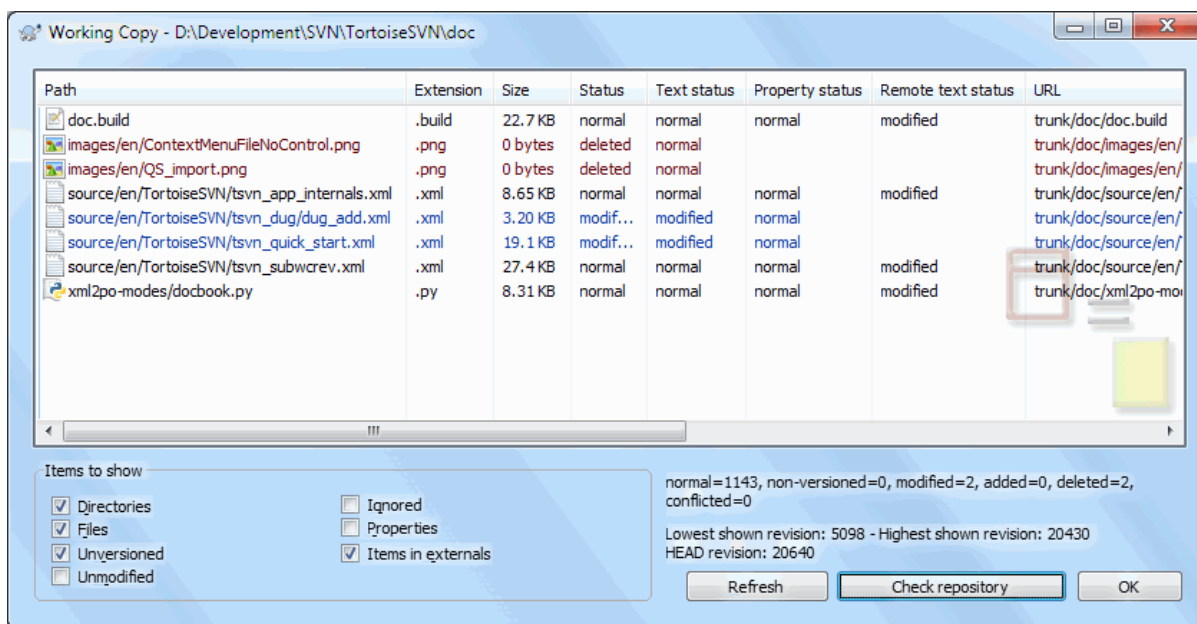 Working Copy - D:\Development\SVN\TortoiseSVN\doc
Path Extension Size Status Text status Property status Remote text status URL
doc.build .build 22.7 KB normal normal normal modified trunk/doc/doc.build
images/en/ContextMenuFileNoControl.png .png 0 bytes deleted normal trunk/doc/images/en/
images/en/QS_import.png .png 0 bytes deleted normal trunk/doc/images/en/
source/en/TortoiseSVN/tsvn_app_internals.xml .xml 8.65 KB normal normal normal modified trunk/doc/source/en/
source/en/TortoiseSVN/tsvn_dug/dug_add.xml .xml 3.20 KB modif... modified normal trunk/doc/source/en/
source/en/TortoiseSVN/tsvn_quick_start.xml .xml 19.1 KB modif... modified normal trunk/doc/source/en/
source/en/TortoiseSVN/tsvn_subwcrev.xml .xml 27.4 KB normal normal normal modified trunk/doc/source/en/
xml2po-modes/docbook.py .py 8.31 KB normal normal normal modified trunk/doc/xml2po-mo
Items to show
Directories Ignored
Files Properties
Unversioned Items in externals
Unmodified
normal=1143, non-versioned=0, modified=2, added=0, deleted=2,
conflicted=0
Lowest shown revision: 5098 - Highest shown revision: 20430
HEAD revision: 20640
Refresh Check repository OK